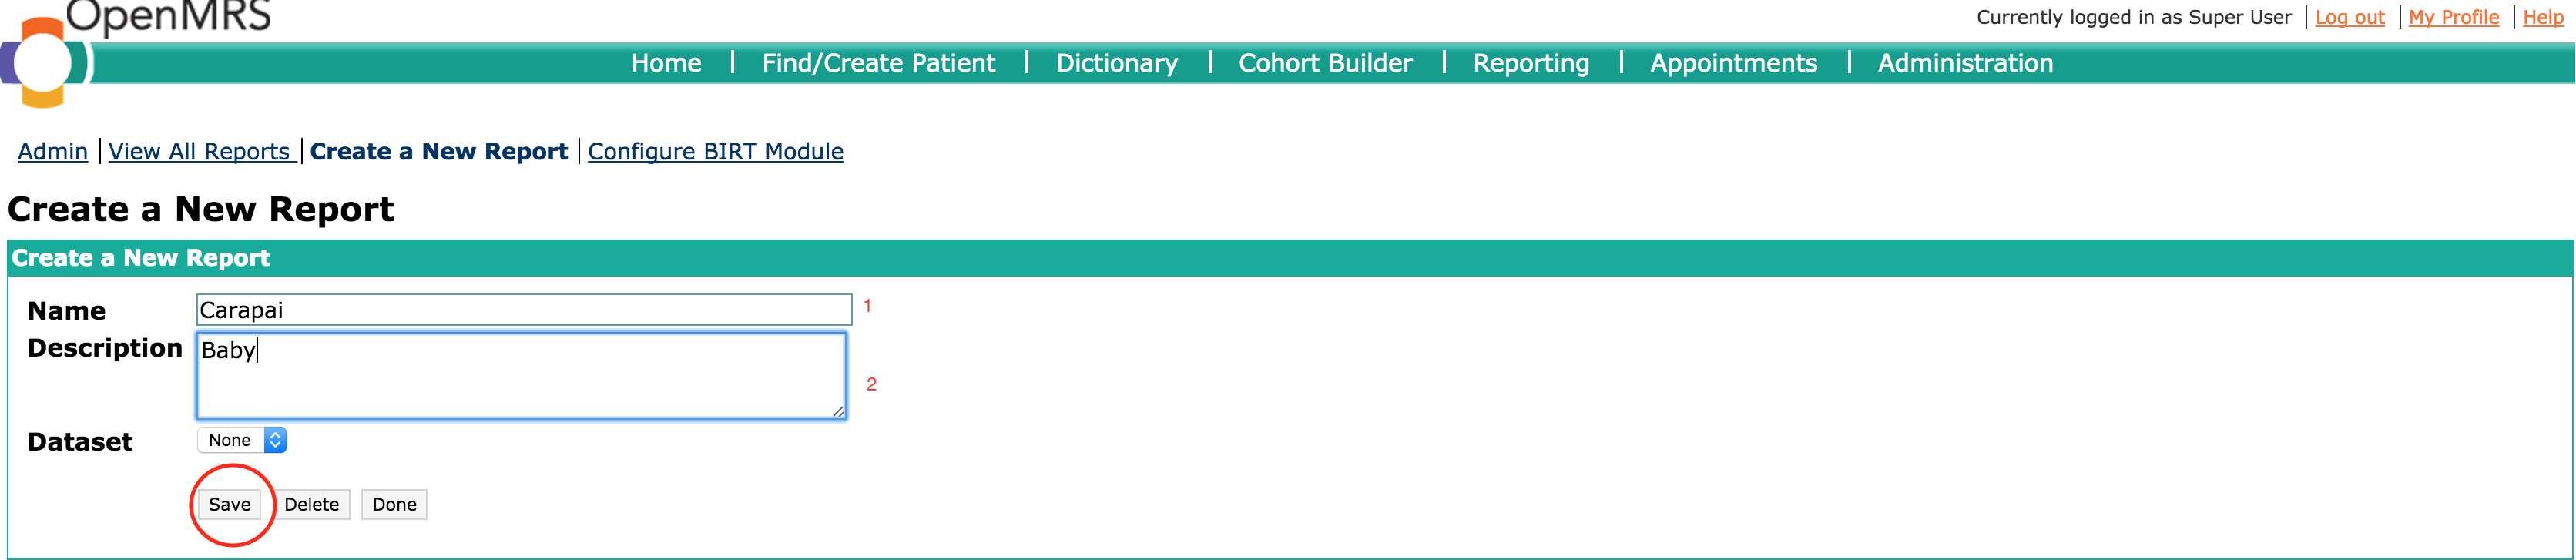 OpenMRS
Currently logged in as Super User | Log out | My Profile | Help
Home | Find/Create Patient | Dictionary | Cohort Builder | Reporting | Appointments | Administration
Admin | View All Reports | Create a New Report | Configure BIRT Module
Create a New Report
Create a New Report
Name Carapai 1
Description Baby 2
Dataset None
Save Delete Done